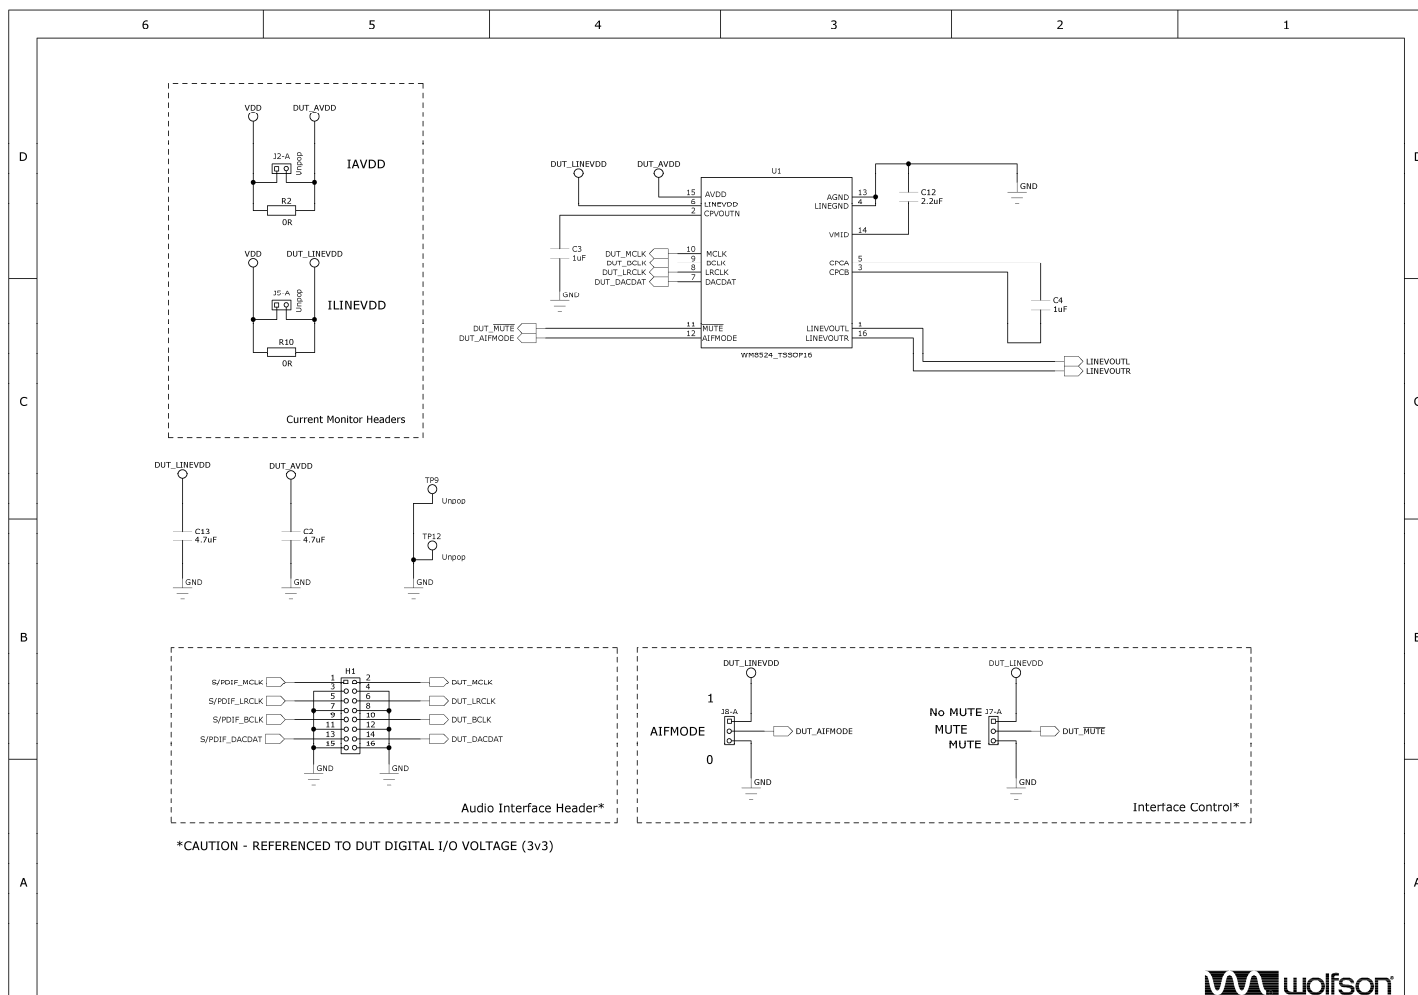 6 5 4 3 2 1
D
VDD DUT_AVDD
J2-A
Unpop
IAVDD
R2
0R
VDD DUT_LINEVDD
J5-A
Unpop
ILINEVDD
R10
0R
Current Monitor Headers
DUT_LINEVDD DUT_AVDD
U1
15 AVDD
6 LINEVDD
2 CPVOUTN
C3
1uF
GND
DUT_MCLK 10 MCLK
DUT_BCLK 9 BCLK
DUT_LRCLK 8 LRCLK
DUT_DACDAT 7 DACDAT
DUT_MUTE 11 MUTE
DUT_AIFMODE 12 AIFMODE
AGND 13
LINEGND 4
VMID 14
CPCA 5
CPCB 3
LINEVOUTL 1
LINEVOUTR 16
WM8524_TSSOP16
C12
2.2uF
GND
C4
1uF
LINEVOUTL
LINEVOUTR
D
C
C
DUT_LINEVDD
C13
4.7uF
GND
DUT_AVDD
C2
4.7uF
GND
TP9
Unpop
TP12
Unpop
GND
B
B
H1
S/PDIF_MCLK 1 2 DUT_MCLK
3 4
S/PDIF_LRCLK 5 6 DUT_LRCLK
7 8
S/PDIF_BCLK 9 10 DUT_BCLK
11 12
S/PDIF_DACDAT 13 14 DUT_DACDAT
15 16
GND GND
Audio Interface Header*
DUT_LINEVDD
1
J8-A
AIFMODE
DUT_AIFMODE
0
GND
DUT_LINEVDD
No MUTE J7-A
MUTE
DUT_MUTE
MUTE
GND
Interface Control*
*CAUTION - REFERENCED TO DUT DIGITAL I/O VOLTAGE (3v3)
A
A
wolfson®